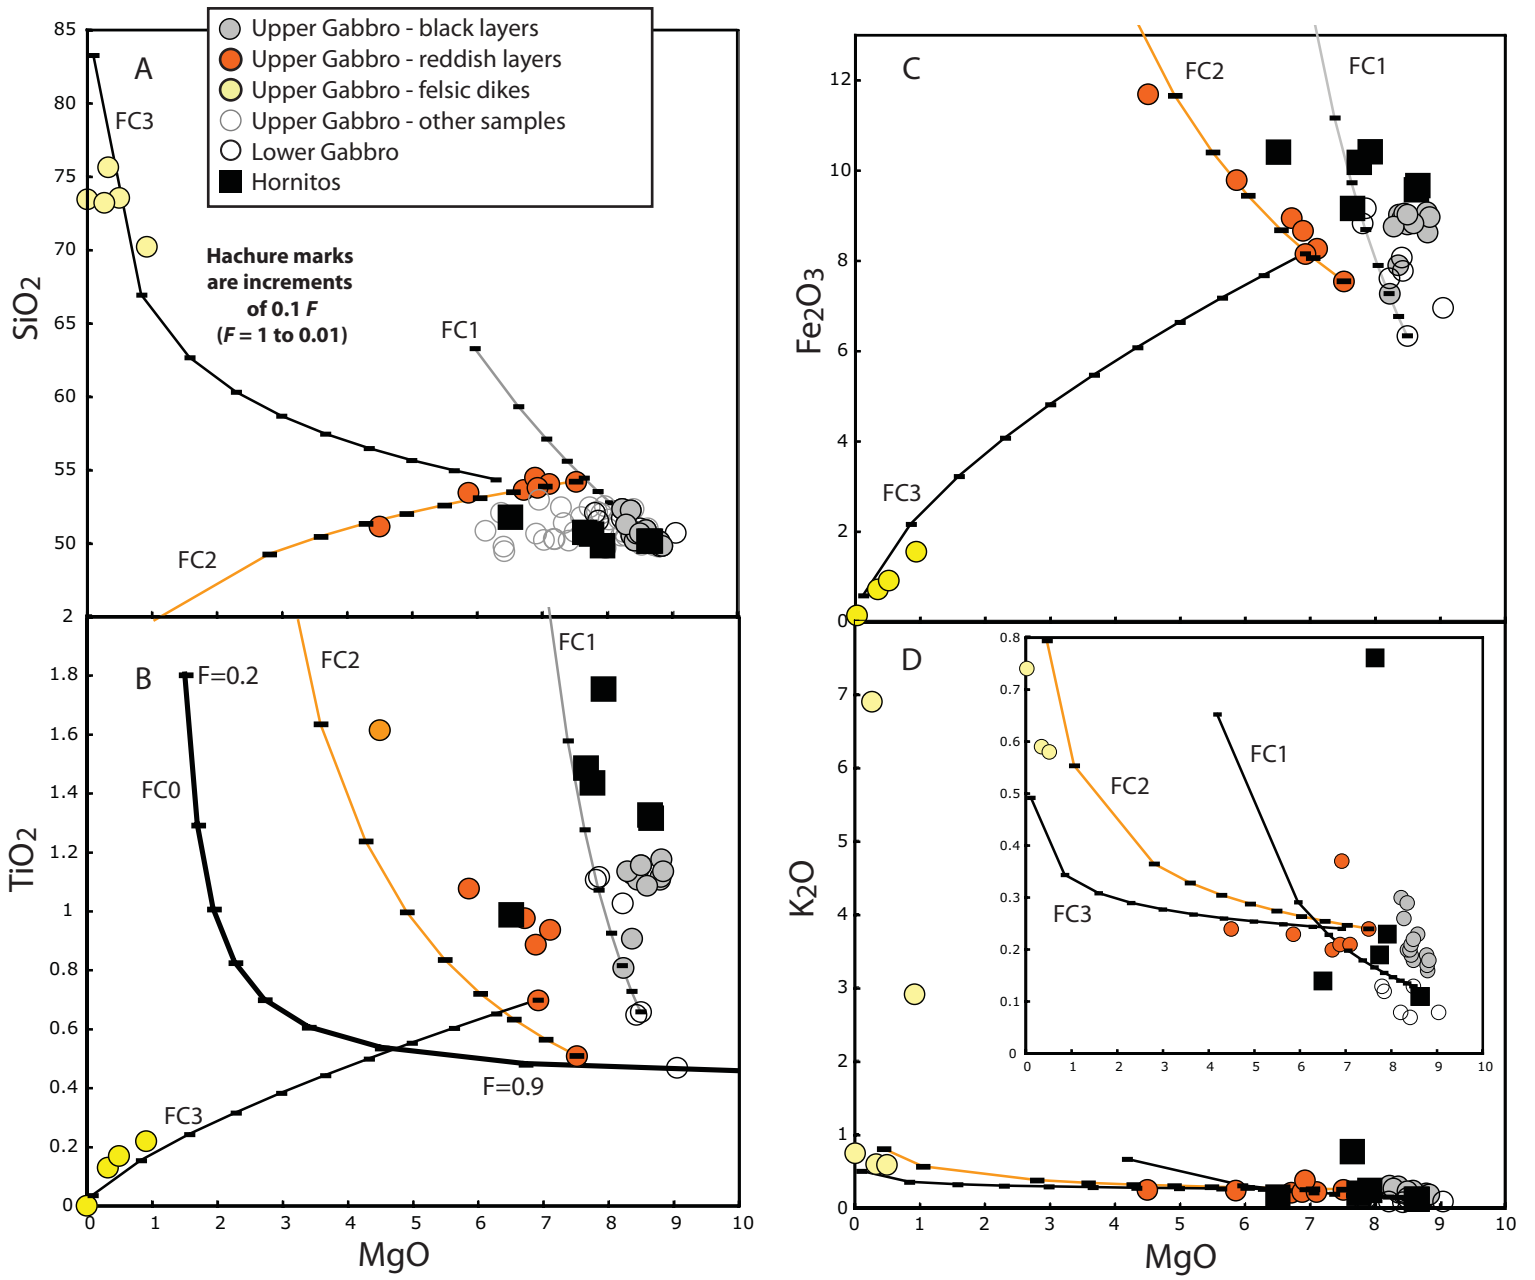 Upper Gabbro - black layers
Upper Gabbro - reddish layers
Upper Gabbro - felsic dikes
Upper Gabbro - other samples
Lower Gabbro
Hornitos
A
85
80
75
70
65
60
55
50
SiO2
FC3
Hachure marks
are increments
of 0.1 F
(F = 1 to 0.01)
FC1
FC2
C
12
10
8
6
4
2
0
Fe2O3
FC2
FC1
FC3
B
2
1.8
1.6
1.4
1.2
1
0.8
0.6
0.4
0.2
0
TiO2
F=0.2
FC0
FC2
FC1
FC3
F=0.9
0 1 2 3 4 5 6 7 8 9 10
MgO
D
7
6
5
4
3
2
1
0
K2O
0.8
0.7
0.6
0.5
0.4
0.3
0.2
0.1
0
FC1
FC2
FC3
0 1 2 3 4 5 6 7 8 9 10
0 1 2 3 4 5 6 7 8 9 10
MgO